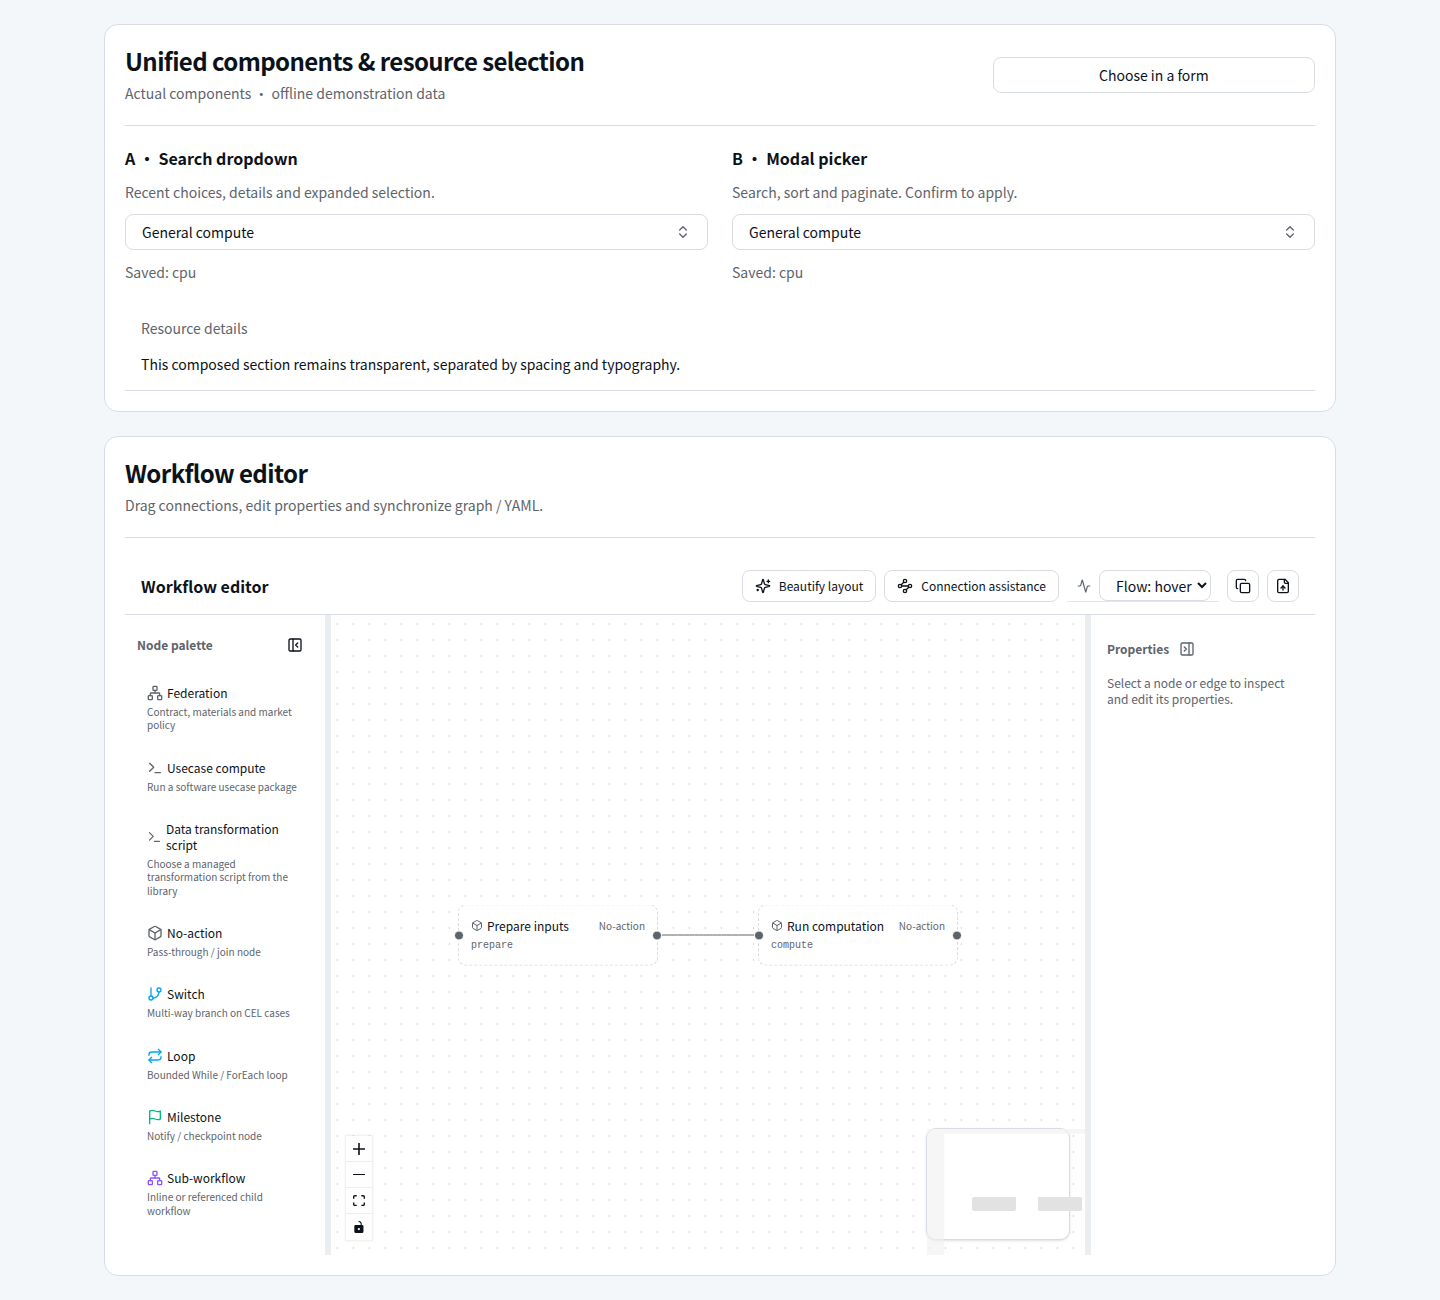 Unified components & resource selection
Actual components • offline demonstration data
Choose in a form
A • Search dropdown
Recent choices, details and expanded selection.
General compute
Saved: cpu
B • Modal picker
Search, sort and paginate. Confirm to apply.
General compute
Saved: cpu
Resource details
This composed section remains transparent, separated by spacing and typography.
Workflow editor
Drag connections, edit properties and synchronize graph / YAML.
Workflow editor
Beautify layout
Connection assistance
Flow: hover
Node palette
Federation
Contract, materials and market
policy
Usecase compute
Run a software usecase package
Data transformation
script
Choose a managed
transformation script from the
library
No-action
Pass-through / join node
Switch
Multi-way branch on CEL cases
Loop
Bounded While / ForEach loop
Milestone
Notify / checkpoint node
Sub-workflow
Inline or referenced child
workflow
Prepare inputs No-action
prepare
Run computation No-action
compute
Properties
Select a node or edge to inspect
and edit its properties.